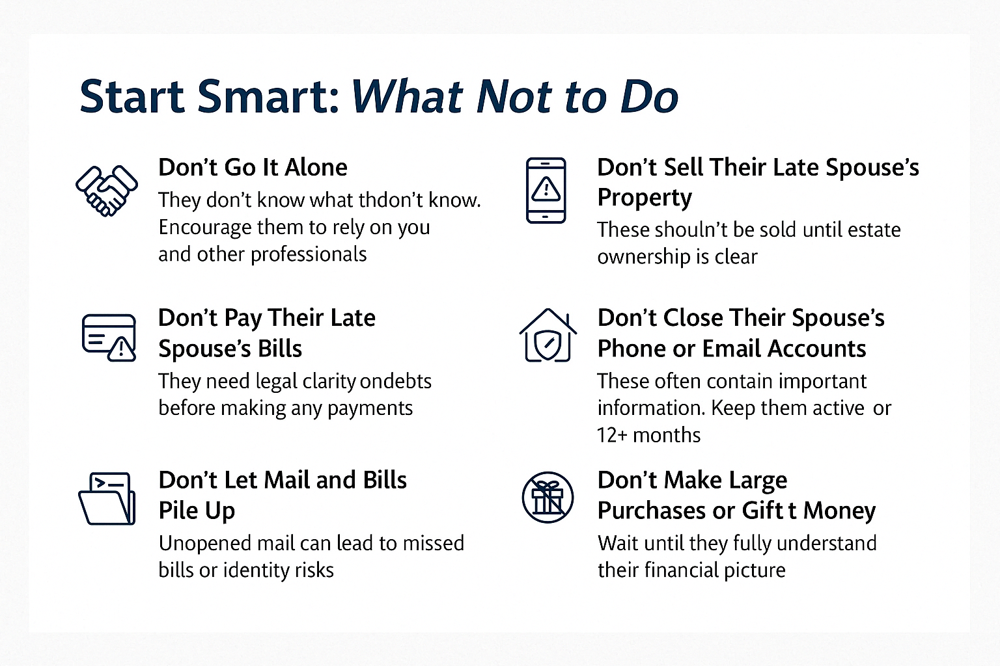 Start Smart: What Not to Do
Don't Go It Alone
They don't know what thdon't know.
Encourage them to rely on you
and other professionals
Don't Sell Their Late Spouse's
Property
These shouln't be sold until estate
ownership is clear
Don't Pay Their Late
Spouse's Bills
They need legal clarity ondebts
before making any payments
Don't Close Their Spouse's
Phone or Email Accounts
These often contain important
information. Keep them active or
12+ months
Don't Let Mail and Bills
Pile Up
Unopened mail can lead to missed
bills or identity risks
Don't Make Large
Purchases or Gift t Money
Wait until they fully understand
their financial picture